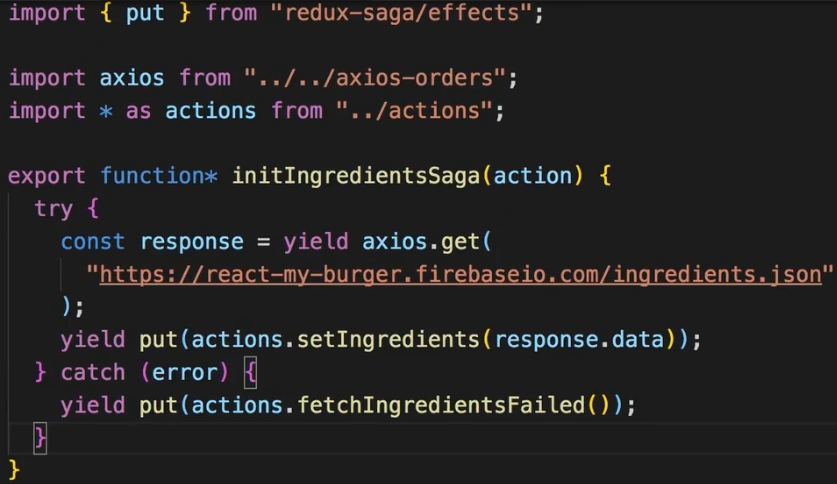 import { put } from "redux-saga/effects";
import axios from "../../axios-orders";
import * as actions from "../actions";
export function* initIngredientsSaga(action) {
try {
const response = yield axios.get(
"https://react-my-burger.firebaseio.com/ingredients.json"
);
yield put(actions.setIngredients(response.data));
} catch (error) {
yield put(actions.fetchIngredientsFailed());
}
}